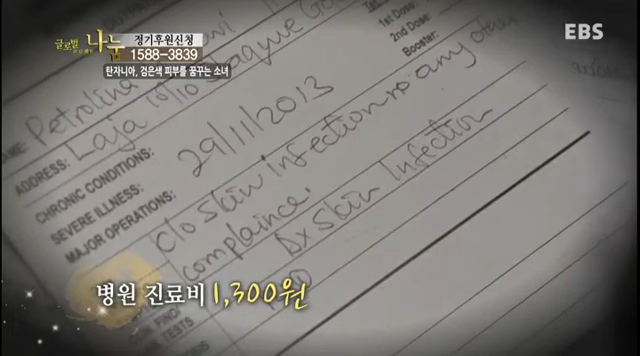 글로벌 나눔
정기후원신청
1588-3839
탄자니아, 검은색 피부를 꿈꾸는 소녀
EBS
1st Dose:
2nd Dose:
Booster:
Petrolina
ADDRESS: Laja
CHRONIC CONDITIONS:
29/11/2013
SEVERE ILLNESS:
MAJOR OPERATIONS:
C/o Skin Infection no any other
complaince.
Dx Skin Infection
TESTS
병원 진료비 1,300원